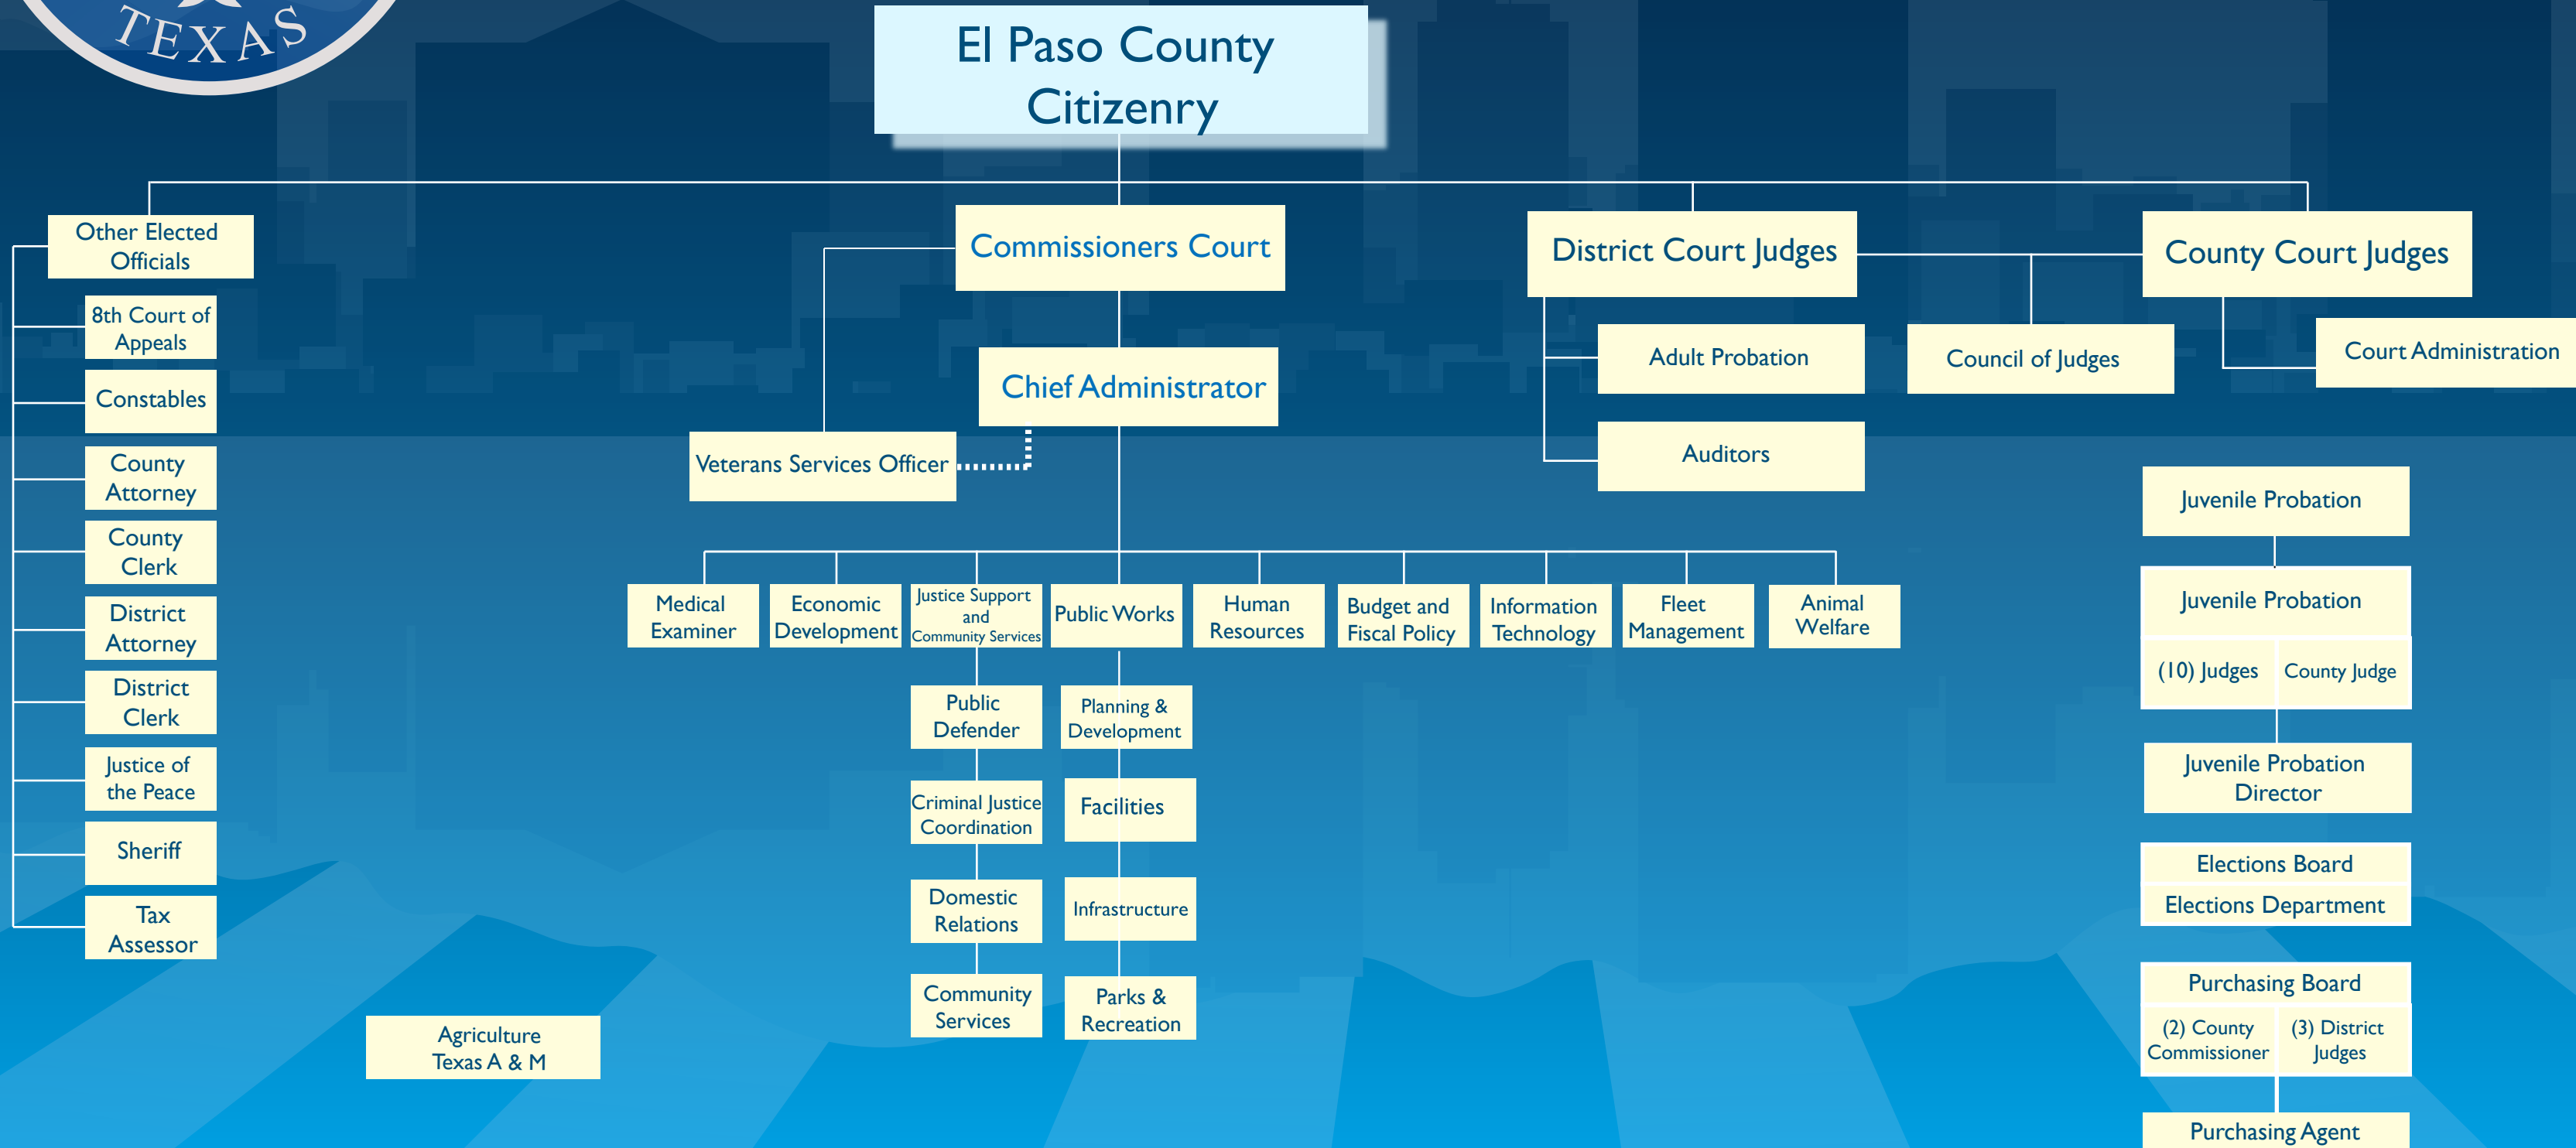 TEXAS
El Paso County
Citizenry
Other Elected
Officials
8th Court of
Appeals
Constables
County
Attorney
County
Clerk
District
Attorney
District
Clerk
Justice of
the Peace
Sheriff
Tax
Assessor
Agriculture
Texas A & M
Commissioners Court
Chief Administrator
Veterans Services Officer
Medical
Examiner
Economic
Development
Justice Support
and
Community Services
Public Works
Human
Resources
Budget and
Fiscal Policy
Information
Technology
Fleet
Management
Animal
Welfare
Public
Defender
Criminal Justice
Coordination
Domestic
Relations
Community
Services
Planning &
Development
Facilities
Infrastructure
Parks &
Recreation
District Court Judges
Adult Probation
Auditors
Council of Judges
County Court Judges
Court Administration
Juvenile Probation
Juvenile Probation
(10) Judges
County Judge
Juvenile Probation
Director
Elections Board
Elections Department
Purchasing Board
(2) County
Commissioner
(3) District
Judges
Purchasing Agent